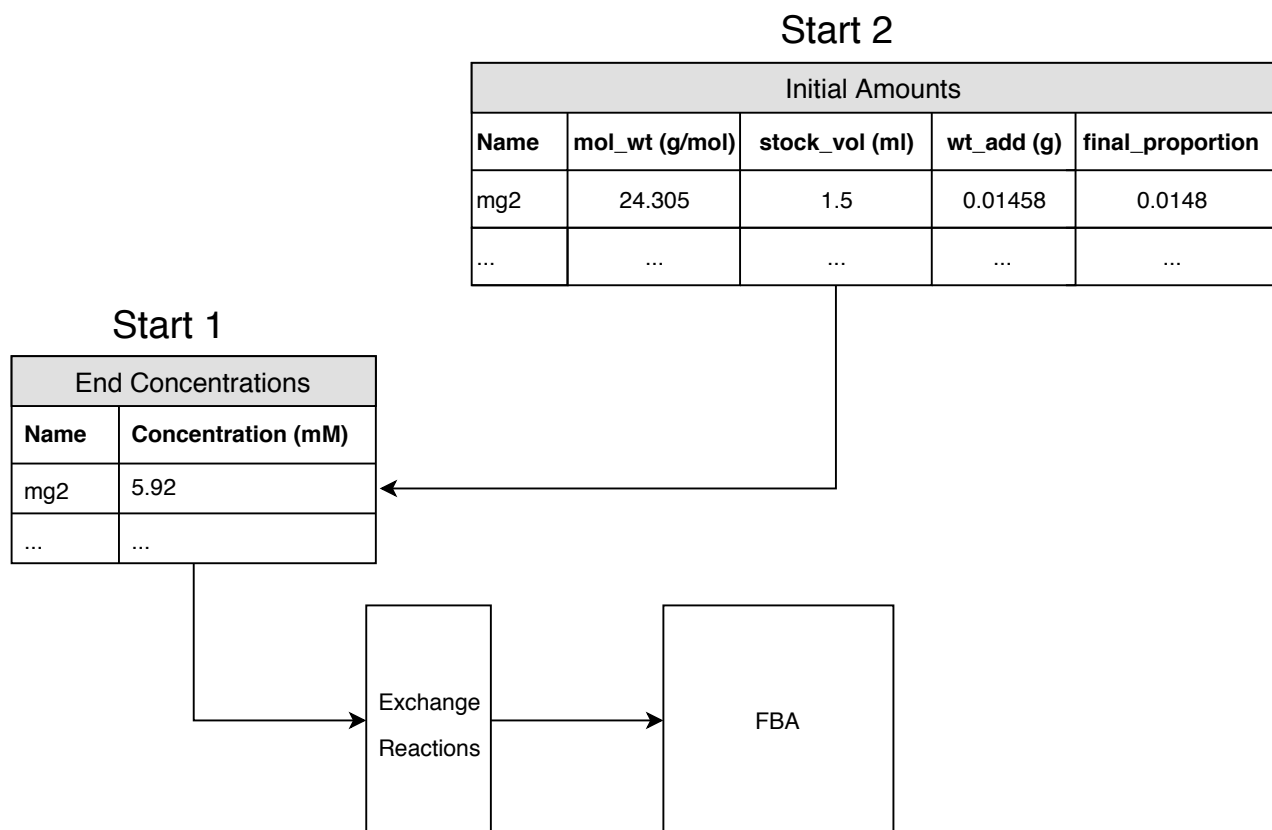 Start 2
Initial Amounts
Name mol_wt (g/mol) stock_vol (ml) wt_add (g) final_proportion
mg2 24.305 1.5 0.01458 0.0148
... ... ... ... ...
Start 1
End Concentrations
Name Concentration (mM)
mg2 5.92
... ...
Exchange
Reactions
FBA